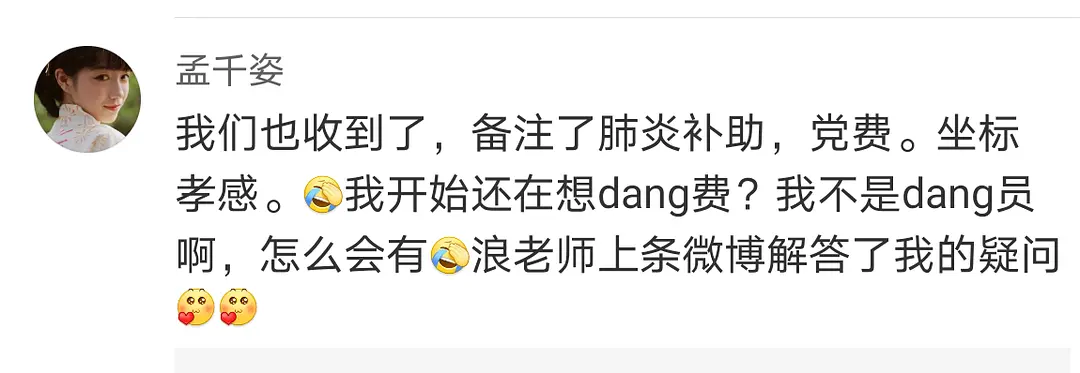 孟千姿
我们也收到了，备注了肺炎补助，党费。坐标
孝感。我开始还在想dang费？我不是dang员
啊，怎么会有浪老师上条微博解答了我的疑问